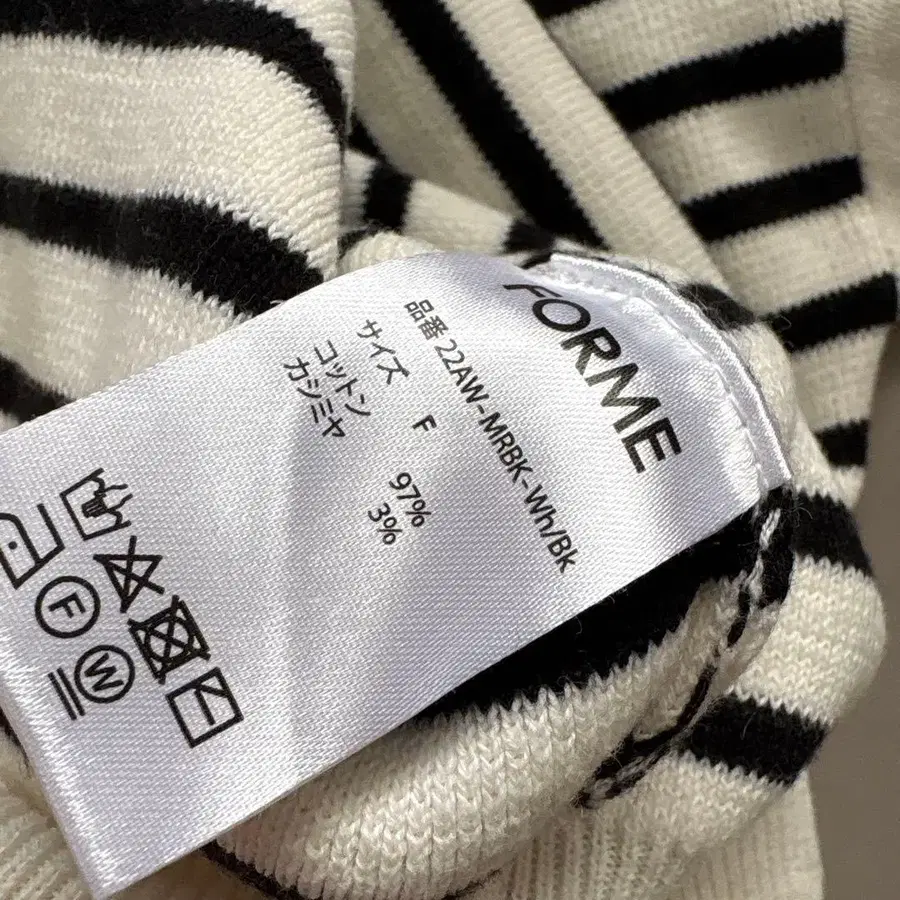 FORME
品番 22AW-MRBK-Wh/Bk
サイズ F
コットン 97%
カシミヤ 3%
F
W